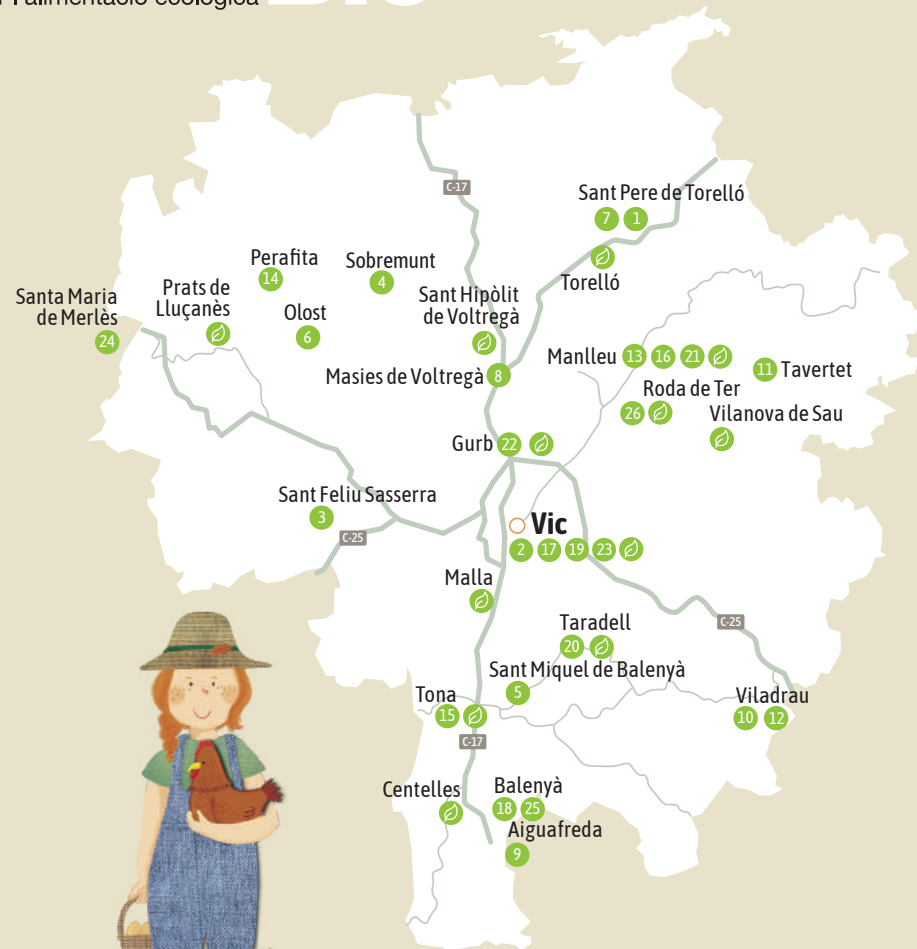 l'alimentació ecològica
C-17
Sant Pere de Torelló
7 1
Torelló
Perafita
14
Sobremunt
4
Santa Maria
de Merlès
24
Prats de
Lluçanès
Olost
6
Sant Hipòlit
de Voltregà
Masies de Voltregà 8
Manlleu 13 16 21
11 Tavertet
Roda de Ter
26
Vilanova de Sau
Gurb 22
Sant Feliu Sasserra
3
C-25
Vic
2 17 19 23
Malla
Taradell
20
C-25
Sant Miquel de Balenyà
5
Tona
15
Viladrau
10 12
C-17
Centelles
Balenyà
18 25
Aiguafreda
9